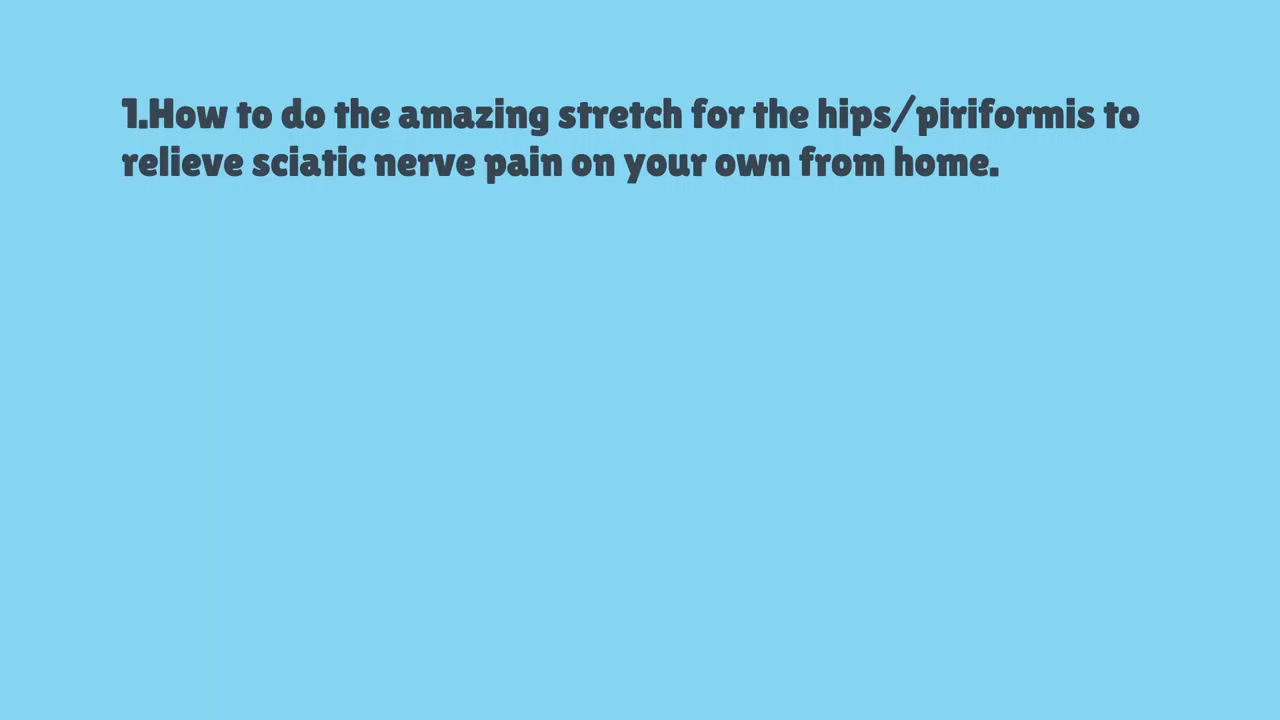 1.How to do the amazing stretch for the hips/piriformis to
relieve sciatic nerve pain on your own from home.